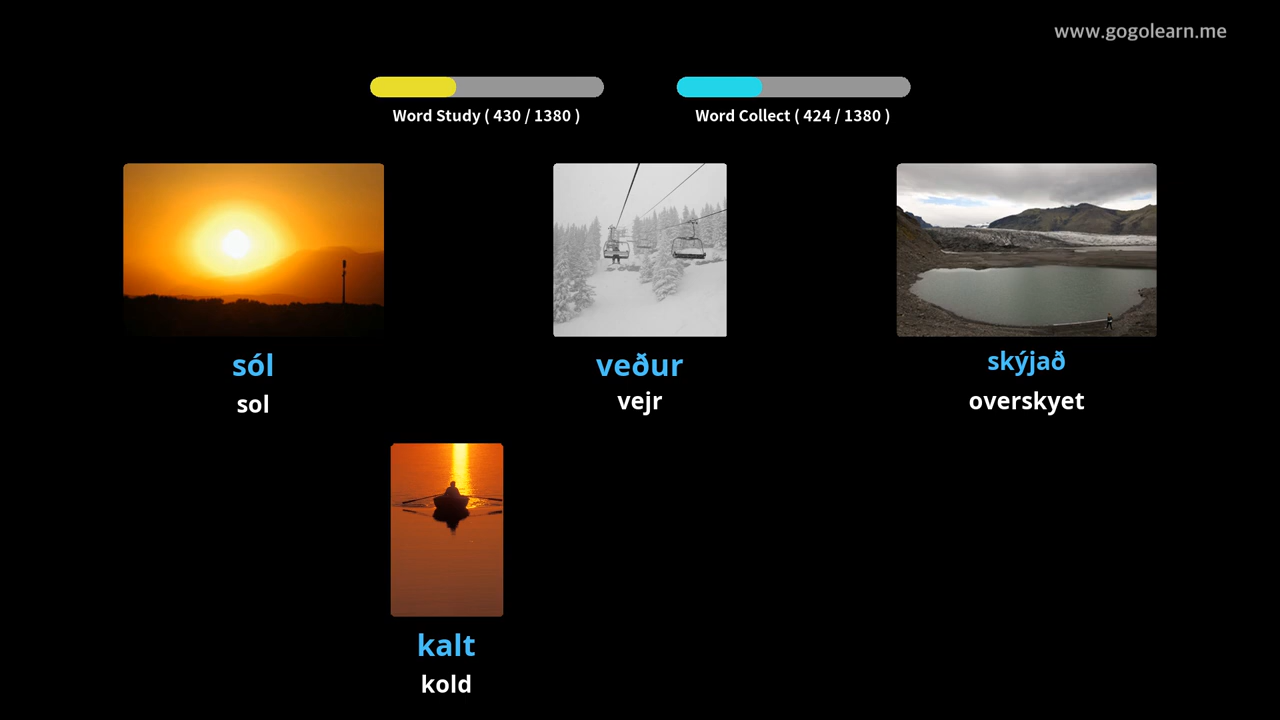 www.gogolearn.me
Word Study ( 430 / 1380 )
Word Collect ( 424 / 1380 )
sól
veður
skýjað
sol
vejr
overskyet
kalt
kold